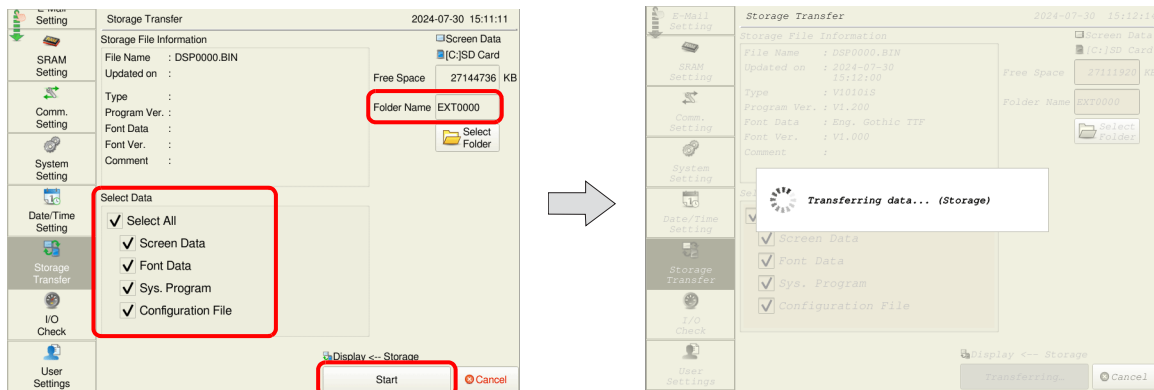 E-Mail
Setting
SRAM
Setting
Comm.
Setting
System
Setting
Date/Time
Setting
Storage
Transfer
I/O
Check
User
Settings
Storage Transfer 2024-07-30 15:11:11
Storage File Information
Screen Data
[C:]SD Card
File Name : DSP0000.BIN
Updated on :
Type :
Program Ver. :
Font Data :
Font Ver. :
Comment :
Free Space 27144736 KB
Folder Name EXT0000
Select
Folder
Select Data
Select All
Screen Data
Font Data
Sys. Program
Configuration File
Display <-- Storage
Start
Cancel
E-Mail
Setting
SRAM
Setting
Comm.
Setting
System
Setting
Date/Time
Setting
Storage
Transfer
I/O
Check
User
Settings
Storage Transfer 2024-07-30 15:12:14
Storage File Information
Screen Data
[C:]SD Card
File Name : DSP0000.BIN
Updated on : 2024-07-30
15:12:00
Type : V1010iS
Program Ver. : V1.200
Font Data : Eng. Gothic TTF
Font Ver. : V1.000
Comment :
Free Space 27111920 KB
Folder Name EXT0000
Select
Folder
Transferring data... (Storage)
Screen Data
Font Data
Sys. Program
Configuration File
Display <-- Storage
Transferring…
Cancel